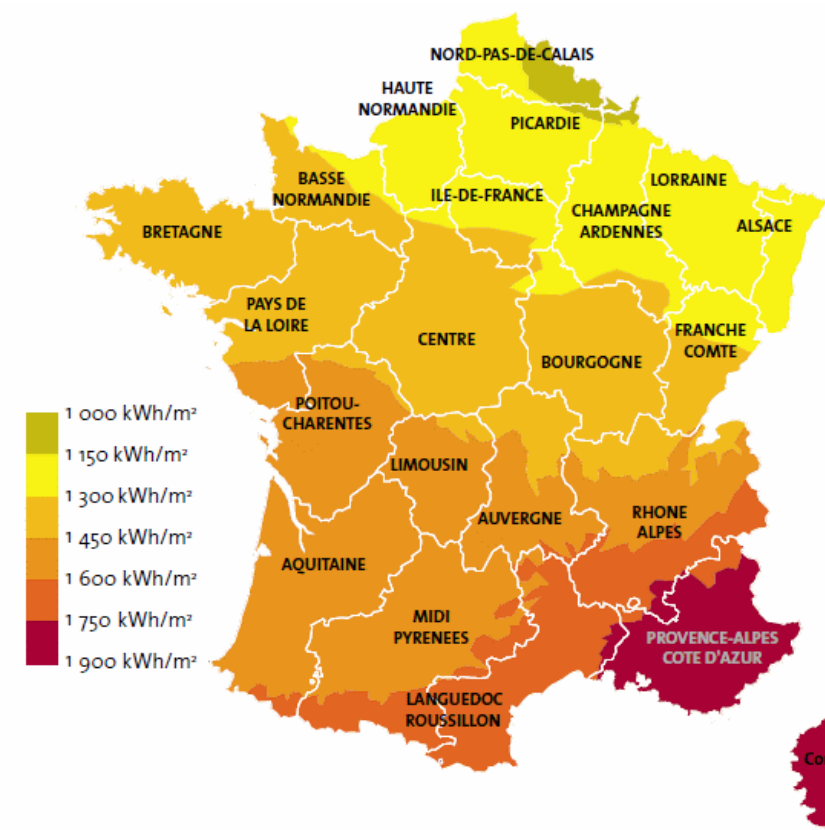 NORD-PAS-DE-CALAIS
HAUTE
NORMANDIE
PICARDIE
BASSE
NORMANDIE
ILE-DE-FRANCE
LORRAINE
CHAMPAGNE
ARDENNES
ALSACE
BRETAGNE
PAYS DE
LA LOIRE
CENTRE
BOURGOGNE
FRANCHE
COMTE
POITOU-
CHARENTES
LIMOUSIN
AUVERGNE
RHONE
ALPES
AQUITAINE
MIDI
PYRENEES
PROVENCE-ALPES
COTE D'AZUR
LANGUEDOC
ROUSSILLON
Co
1 000 kWh/m²
1 150 kWh/m²
1 300 kWh/m²
1 450 kWh/m²
1 600 kWh/m²
1 750 kWh/m²
1 900 kWh/m²